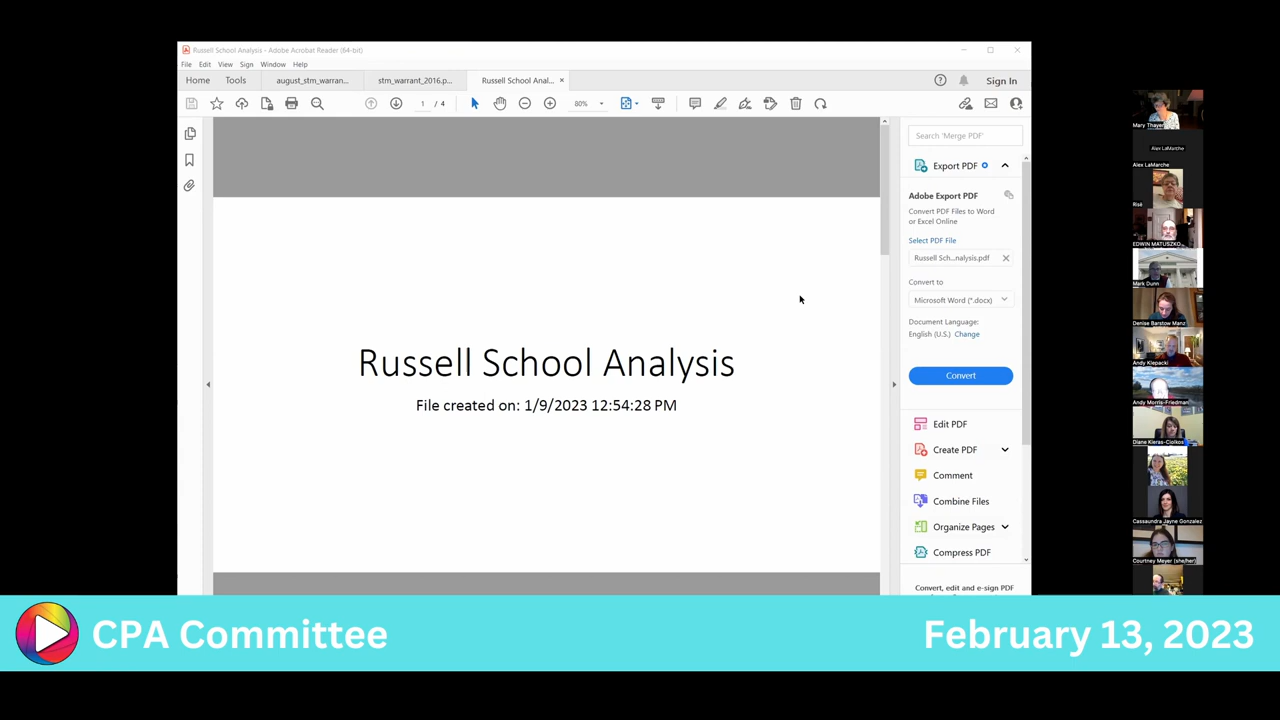 Russell School Analysis - Adobe Acrobat Reader (64-bit)
File Edit View Sign Window Help
Home Tools august_stm_warran... stm_warrant_2016.p... Russell School Anal... ×
Sign In
1 / 4
80%
Search 'Merge PDF'
Export PDF
Adobe Export PDF
Convert PDF Files to Word
or Excel Online
Select PDF File
Russell Sch...nalysis.pdf
Convert to
Microsoft Word (*.docx)
Document Language:
English (U.S.) Change
Convert
Edit PDF
Create PDF
Comment
Combine Files
Organize Pages
Compress PDF
Convert, edit and e-sign PDF
Russell School Analysis
File created on: 1/9/2023 12:54:28 PM
Mary Thayer
Alex LaMarche
Alex LaMarche
Risë
EDWIN MATUSZKO...
Mark Dunn
Denise Barstow Manz
Andy Klepacki
Andy Morris-Friedman
Diane Kieras-Ciolkos
Cassaundra Jayne Gonzalez
Courtney Meyer (she/her)
CPA Committee
February 13, 2023